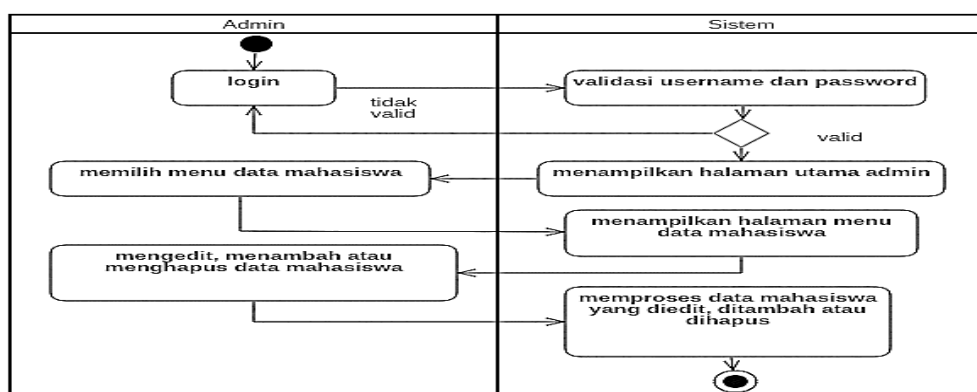 Admin
Sistem
login
validasi username dan password
tidak
valid
valid
memilih menu data mahasiswa
menampilkan halaman utama admin
menampilkan halaman menu
data mahasiswa
mengedit, menambah atau
menghapus data mahasiswa
memproses data mahasiswa
yang diedit, ditambah atau
dihapus